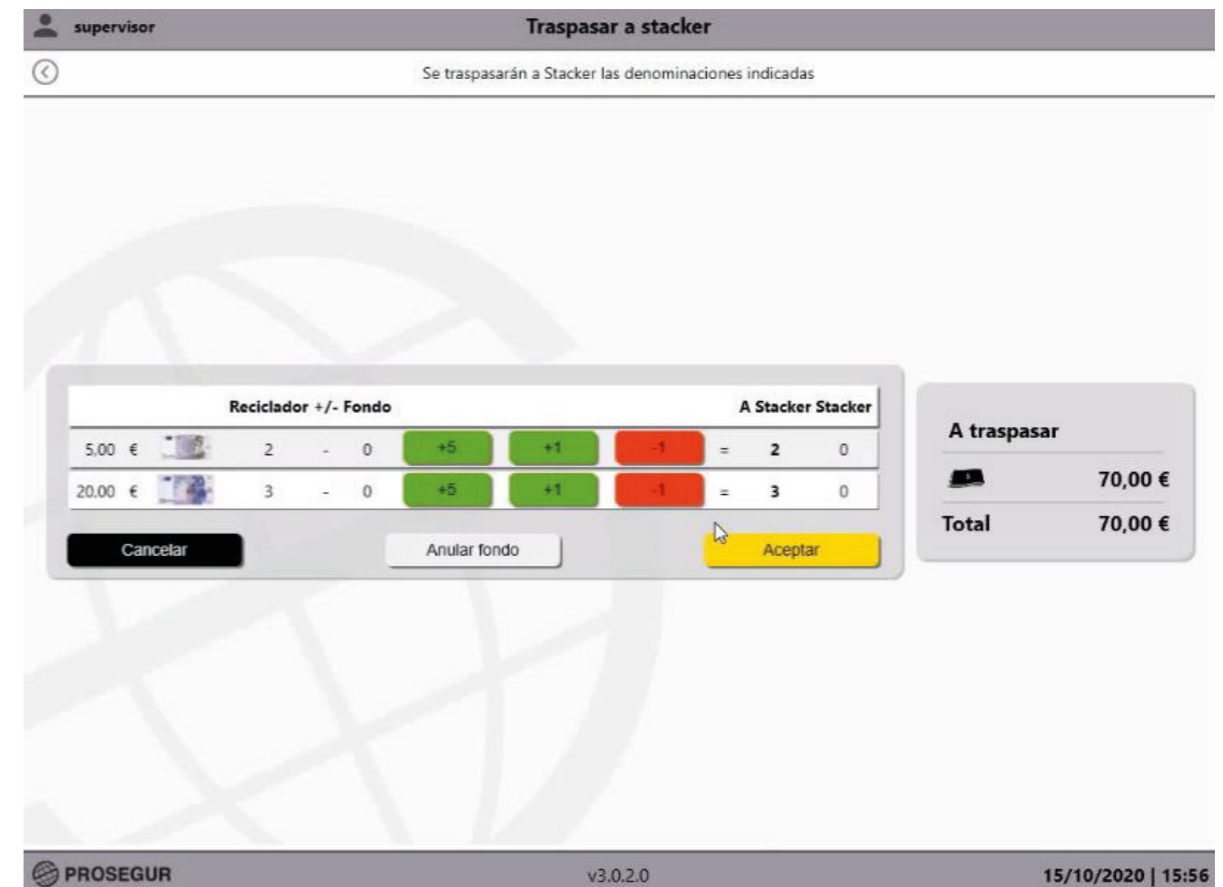 supervisor Traspasar a stacker
Se traspasarán a Stacker las denominaciones indicadas
Reciclador +/- Fondo A Stacker Stacker
5,00 € 2 - 0 +5 +1 -1 = 2 0
20,00 € 3 - 0 +5 +1 -1 = 3 0
Cancelar Anular fondo Aceptar
A traspasar
70,00 €
Total 70,00 €
PROSEGUR v3.0.2.0 15/10/2020 | 15:56